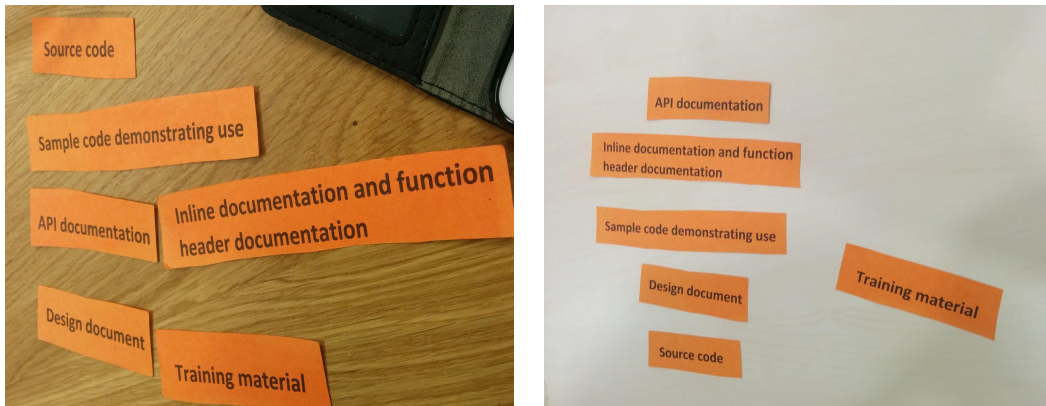 Source code
Sample code demonstrating use
API documentation
Inline documentation and function
header documentation
Design document
Training material
API documentation
Inline documentation and function
header documentation
Sample code demonstrating use
Design document
Training material
Source code